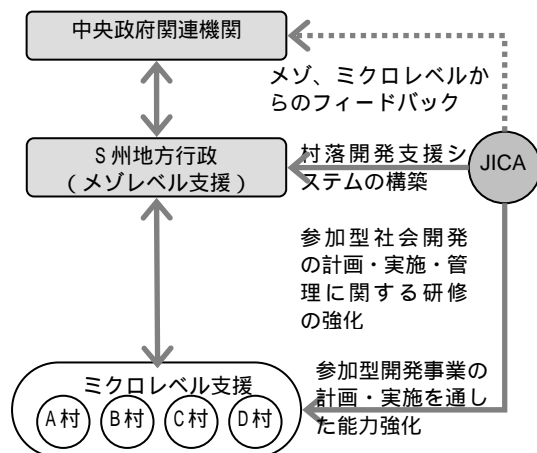 中央政府関連機関
メゾ、ミクロレベルか
らのフィードバック
S州地方行政
(メゾレベル支援)
村落開発支援シ
ステムの構築
JICA
参加型社会開発
の計画・実施・管
理に関する研修
の強化
ミクロレベル支援
A村 B村 C村 D村
参加型開発事業の
計画・実施を通し
た能力強化